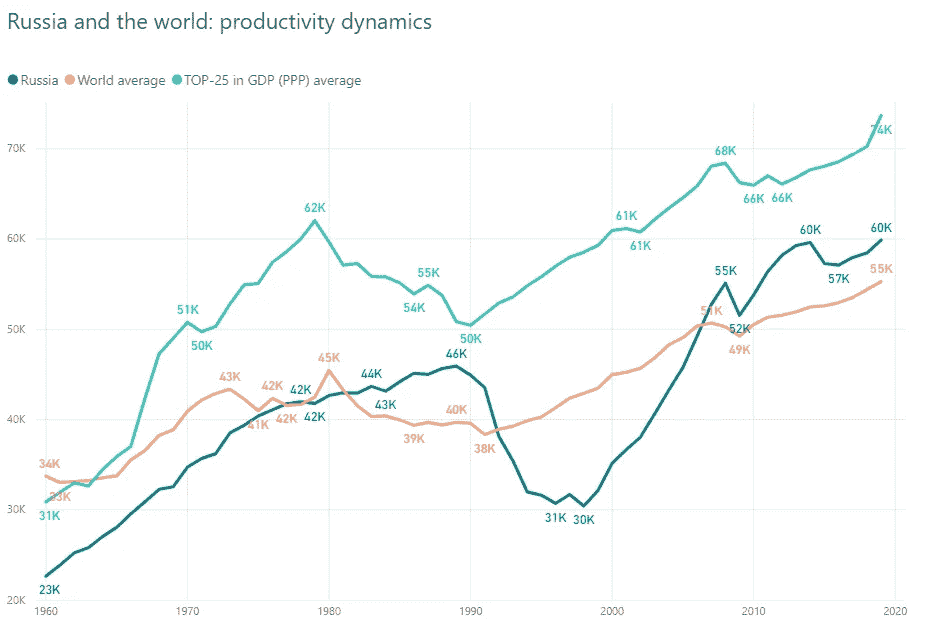 Russia and the world: productivity dynamics
Russia World average TOP-25 in GDP (PPP) average
74K
70K
68K
66K 66K
62K
61K
61K
60K 60K 60K
57K
55K
55K
55K
54K
52K
51K
51K
50K
50K
50K
49K
46K
45K
44K
43K
43K
42K
42K
42K
42K
41K
40K
40K
39K
38K
34K
33K
31K
31K 30K
30K
23K
20K
1960 1970 1980 1990 2000 2010 2020